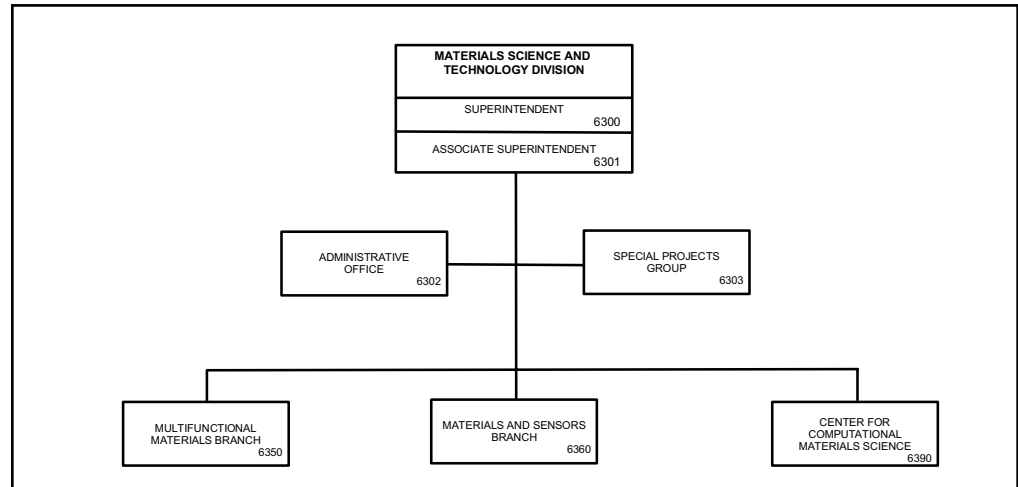 MATERIALS SCIENCE AND
TECHNOLOGY DIVISION
SUPERINTENDENT
6300
ASSOCIATE SUPERINTENDENT
6301
ADMINISTRATIVE
OFFICE
6302
SPECIAL PROJECTS
GROUP
6303
MULTIFUNCTIONAL
MATERIALS BRANCH
6350
MATERIALS AND SENSORS
BRANCH
6360
CENTER FOR
COMPUTATIONAL
MATERIALS SCIENCE
6390